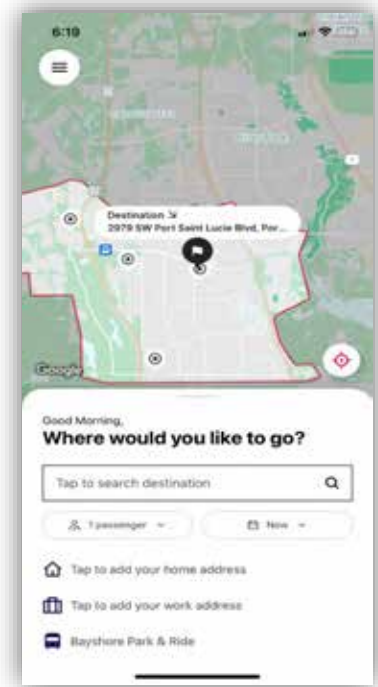 6:19
Destination
2979 SW Port Saint Lucie Blvd, Por...
Google
Good Morning,
Where would you like to go?
Tap to search destination
1 passenger
Now
Tap to add your home address
Tap to add your work address
Bayshore Park & Ride